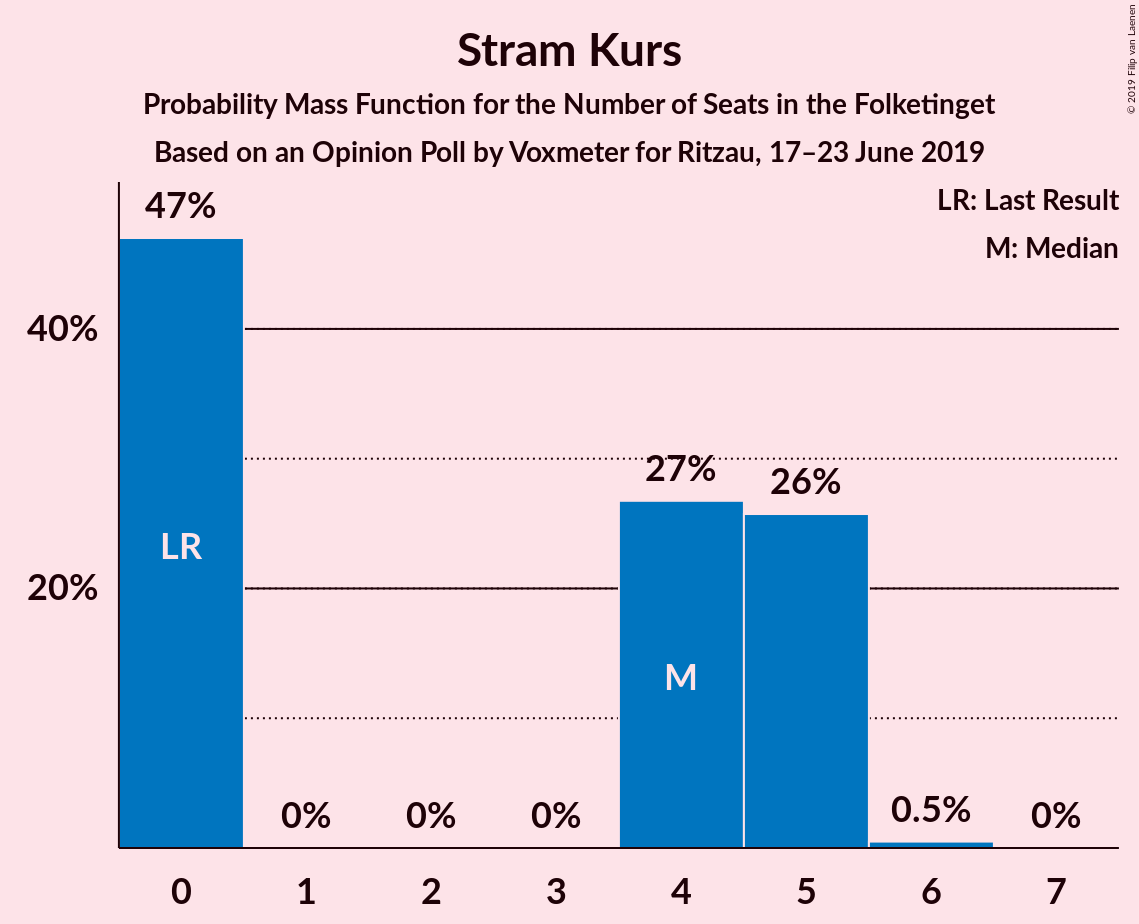 Stram Kurs
Probability Mass Function for the Number of Seats in the Folketinget
Based on an Opinion Poll by Voxmeter for Ritzau, 17–23 June 2019
© 2019 Filip van Laenen
LR: Last Result
M: Median
47%
40%
27%
26%
LR
20%
M
0%
0%
0%
0.5%
0%
0
1
2
3
4
5
6
7